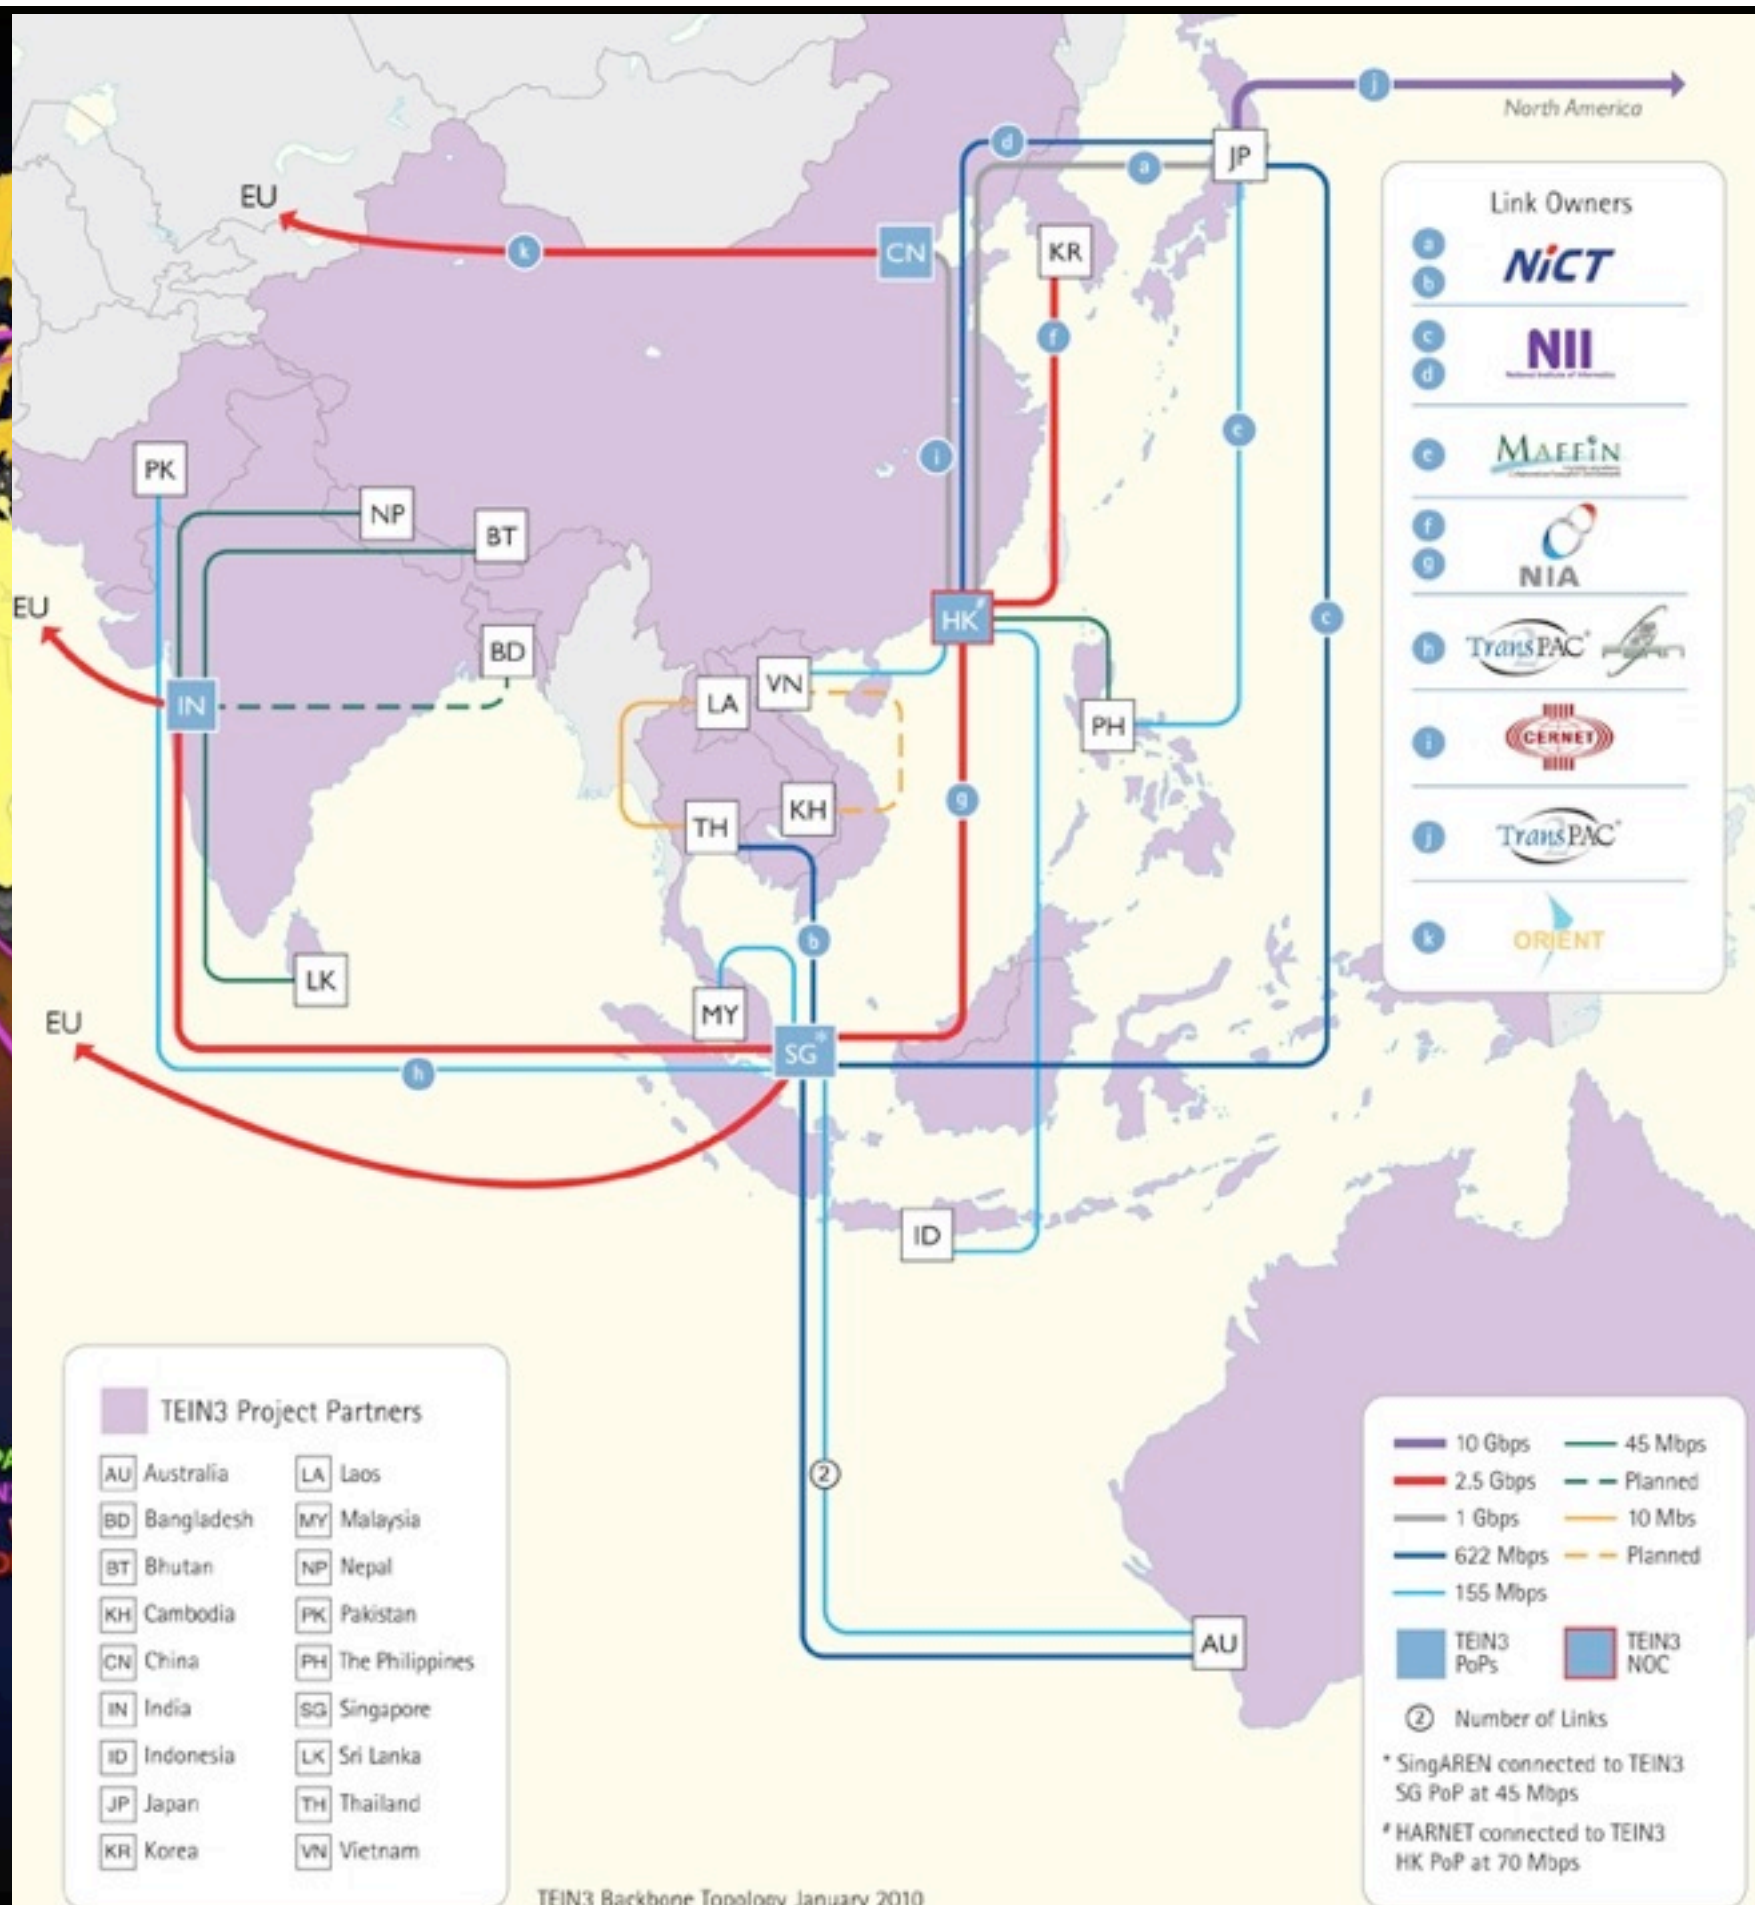 North America
EU
EU
EU
j
d
a
k
f
i
e
c
g
b
h
2
JP
CN
KR
PK
NP
BT
HK#
BD
VN
IN
LA
PH
KH
TH
LK
MY
SG*
ID
AU
Link Owners
a
b
NiCT
c
d
NII
e
MAFFIN
f
g
NIA
h
TransPAC2
i
CERNET
j
TransPAC2
k
ORIENT
TEIN3 Project Partners
AU Australia
BD Bangladesh
BT Bhutan
KH Cambodia
CN China
IN India
ID Indonesia
JP Japan
KR Korea
LA Laos
MY Malaysia
NP Nepal
PK Pakistan
PH The Philippines
SG Singapore
LK Sri Lanka
TH Thailand
VN Vietnam
10 Gbps
2.5 Gbps
1 Gbps
622 Mbps
155 Mbps
45 Mbps
Planned
10 Mbs
Planned
TEIN3
PoPs
TEIN3
NOC
2 Number of Links
* SingAREN connected to TEIN3
SG PoP at 45 Mbps
# HARNET connected to TEIN3
HK PoP at 70 Mbps
TEIN3 Backbone Topology January 2010